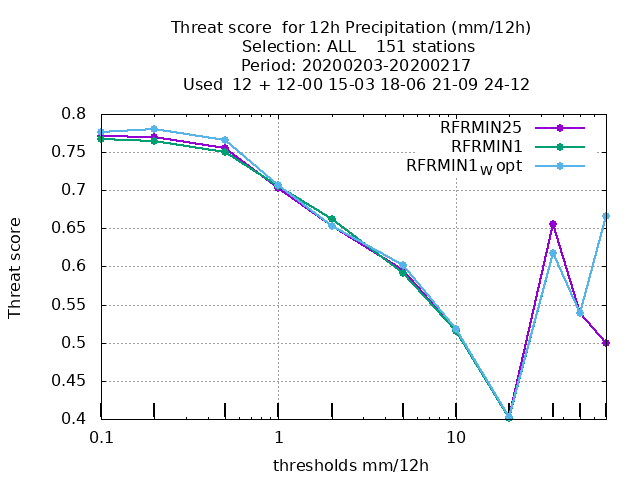 Threat score  for 12h Precipitation (mm/12h)
Selection: ALL    151 stations
Period: 20200203-20200217
Used  12 + 12-00 15-03 18-06 21-09 24-12
RFRMIN25
RFRMIN1
RFRMIN1W opt
Threat score
0.8
0.75
0.7
0.65
0.6
0.55
0.5
0.45
0.4
0.1 1 10
thresholds mm/12h